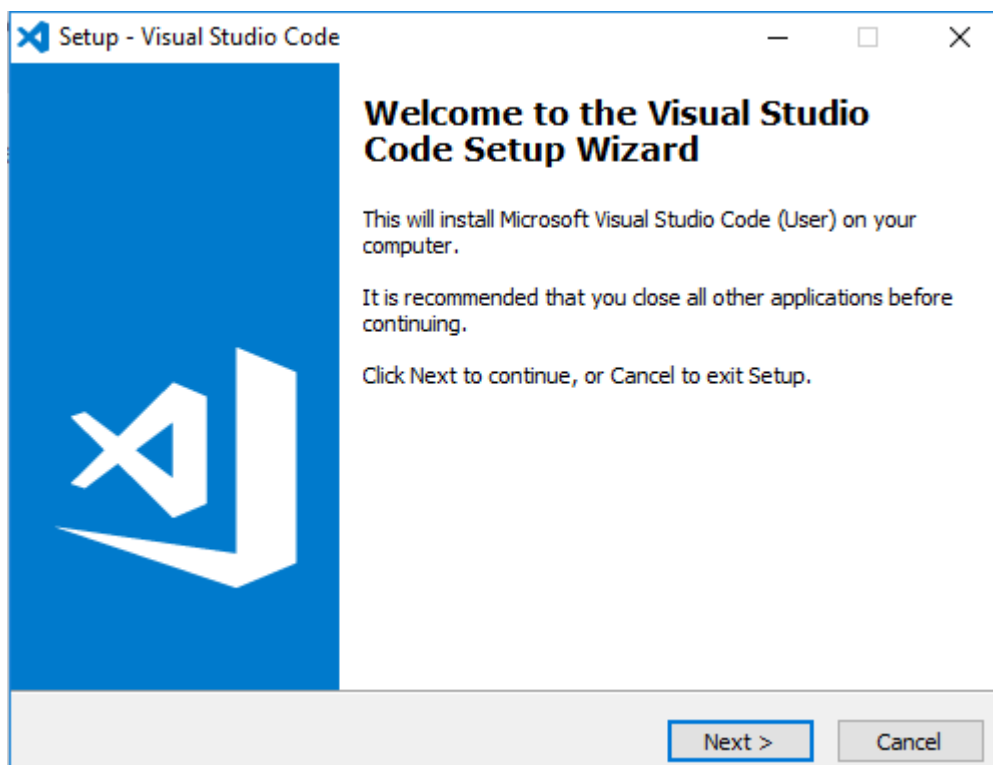 Setup - Visual Studio Code
Welcome to the Visual Studio
Code Setup Wizard
This will install Microsoft Visual Studio Code (User) on your
computer.
It is recommended that you close all other applications before
continuing.
Click Next to continue, or Cancel to exit Setup.
Next >
Cancel